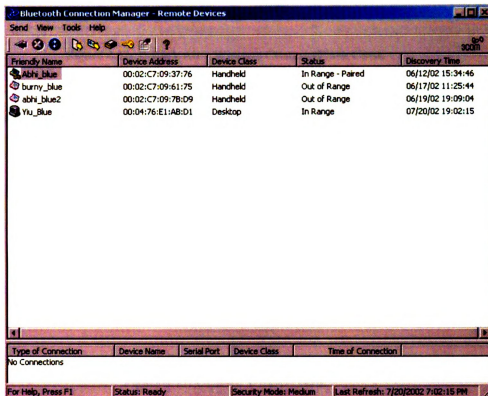 Bluetooth Connection Manager - Remote Devices
Send View Tools Help
3COM
Friendly Name Device Address Device Class Status Discovery Time
Abhi_blue 00:02:C7:09:37:76 Handheld In Range - Paired 06/12/02 15:34:46
burny_blue 00:02:C7:09:61:75 Handheld Out of Range 06/17/02 11:25:44
abhi_blue2 00:02:C7:09:7B:D9 Handheld Out of Range 06/19/02 19:09:04
Yiu_Blue 00:04:76:E1:AB:D1 Desktop In Range 07/20/02 19:02:15
Type of Connection Device Name Serial Port Device Class Time of Connection
No Connections
For Help, Press F1 Status: Ready Security Mode: Medium Last Refresh: 7/20/2002 7:02:15 PM